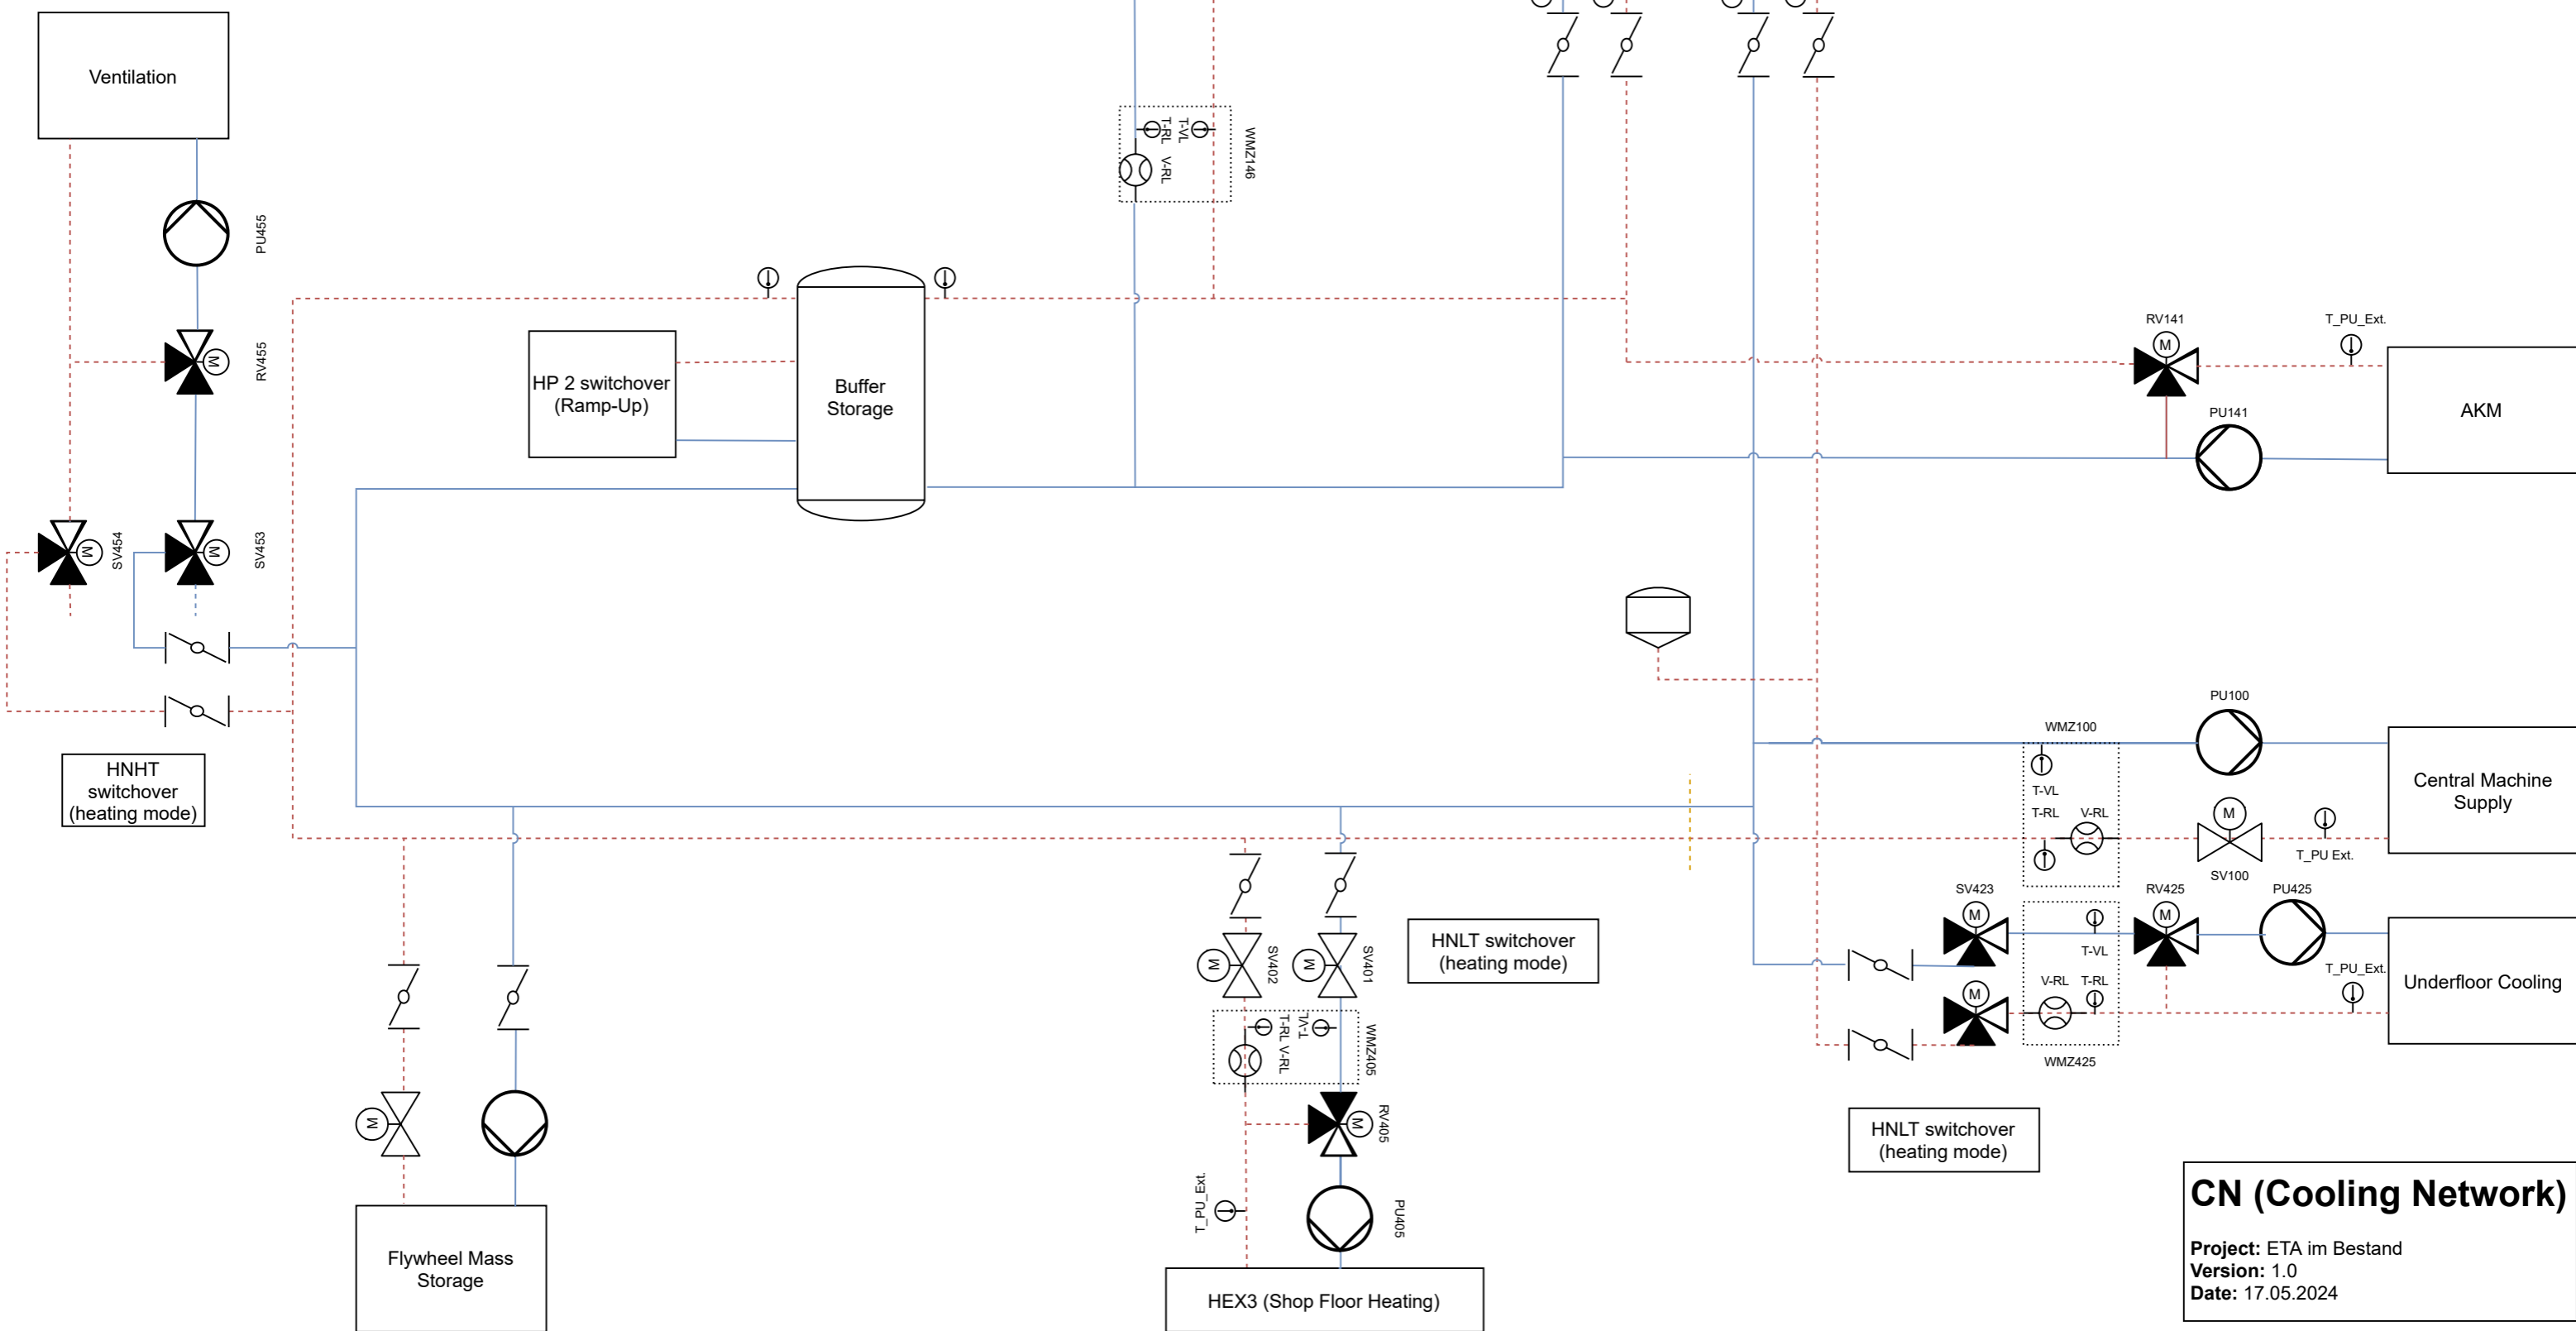 Ventilation
PU455
RV455
SV454
SV453
HNHT
switchover
(heating mode)
HP 2 switchover
(Ramp-Up)
Buffer
Storage
T-RL
T-VL
V-RL
WMZ146
RV141
M
T_PU_Ext.
PU141
AKM
M
M
M
M
PU100
WMZ100
T-VL
T-RL
V-RL
M
SV100
T_PU Ext.
Central Machine
Supply
SV423
M
M
T-VL
V-RL
T-RL
WMZ425
RV425
M
PU425
T_PU_Ext.
Underfloor Cooling
HNLT switchover
(heating mode)
M
SV402
M
SV401
T-RL
V-RL
T-VL
WMZ405
RV405
M
T_PU_Ext.
PU405
HEX3 (Shop Floor Heating)
M
Flywheel Mass
Storage
HNLT switchover
(heating mode)
CN (Cooling Network)
Project: ETA im Bestand
Version: 1.0
Date: 17.05.2024